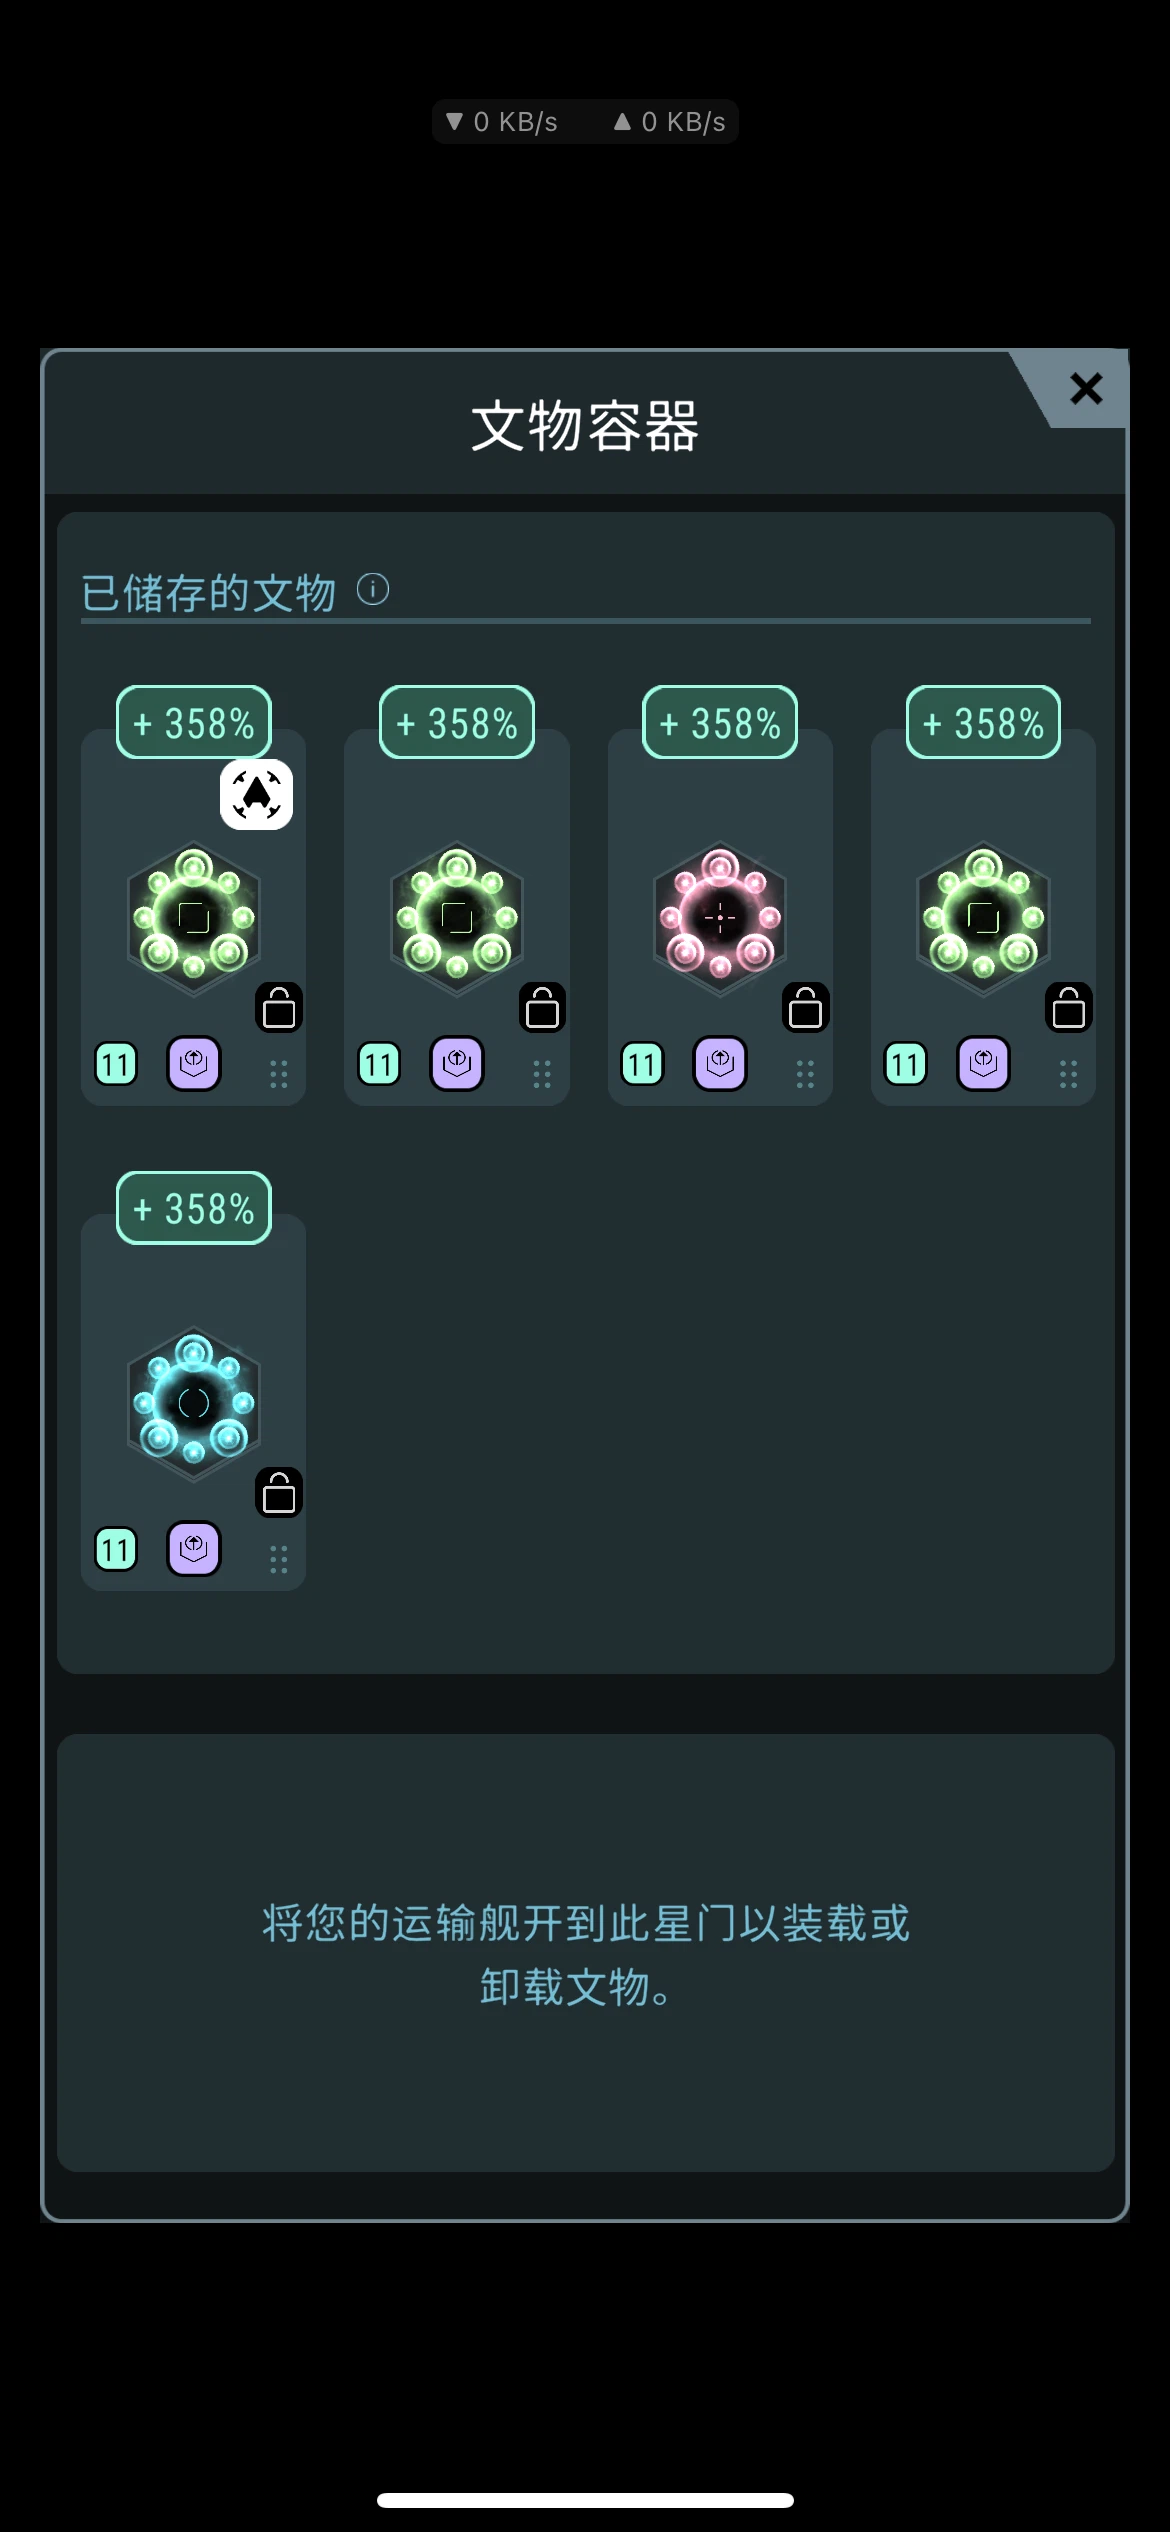 ▼ 0 KB/s ▲ 0 KB/s
文物容器
已储存的文物
+ 358% + 358% + 358% + 358%
11 11 11 11
+ 358%
11
将您的运输舰开到此星门以装载或
卸载文物。